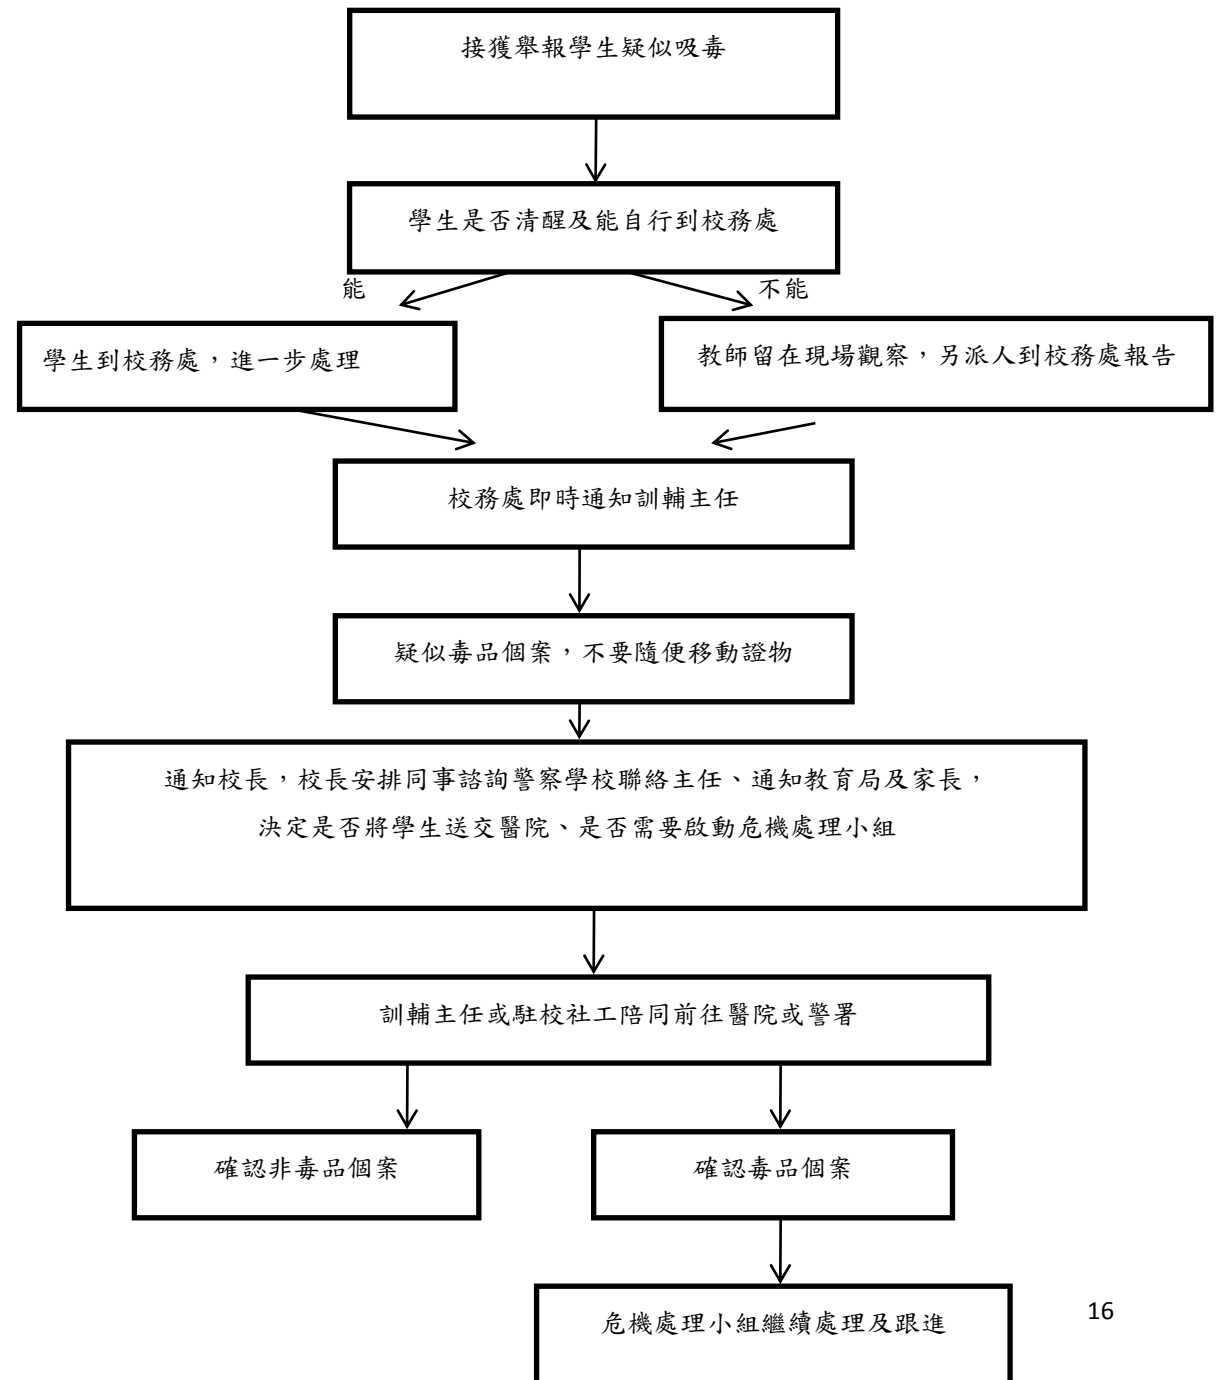 接獲舉報學生疑似吸毒
學生是否清醒及能自行到校務處
能
不能
學生到校務處，進一步處理
教師留在現場觀察，另派人到校務處報告
校務處即時通知訓輔主任
疑似毒品個案，不要隨便移動證物
通知校長，校長安排同事諮詢警察學校聯絡主任、通知教育局及家長，
決定是否將學生送交醫院、是否需要啟動危機處理小組
訓輔主任或駐校社工陪同前往醫院或警署
確認非毒品個案
確認毒品個案
危機處理小組繼續處理及跟進
16